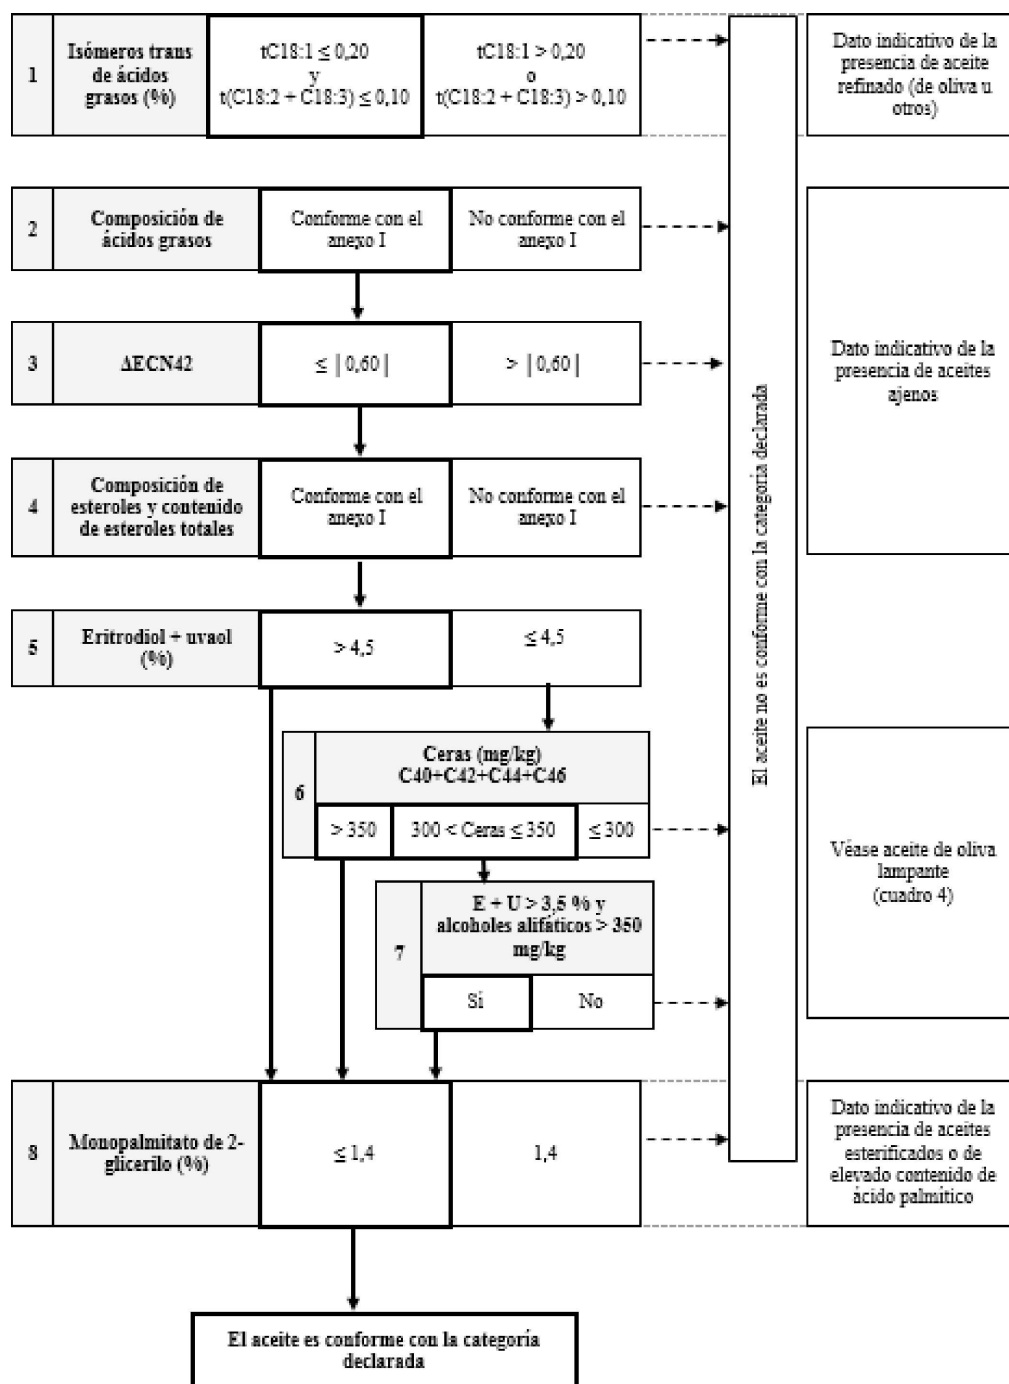 1
Isómeros trans
de ácidos
grasos (%)
tC18:1 ≤ 0,20
y
t(C18:2 + C18:3) ≤ 0,10
tC18:1 > 0,20
o
t(C18:2 + C18:3) > 0,10
Dato indicativo de la
presencia de aceite
refinado (de oliva u
otros)
2
Composición de
ácidos grasos
Conforme con el
anexo I
No conforme con el
anexo I
3
ΔECN42
≤ | 0,60 |
> | 0,60 |
Dato indicativo de la
presencia de aceites
ajenos
4
Composición de
esteroles y contenido
de esteroles totales
Conforme con el
anexo I
No conforme con el
anexo I
5
Eritrodiol + uvaol
(%)
> 4,5
≤ 4,5
El aceite no es conforme con la categoría declarada
6
Ceras (mg/kg)
C40+C42+C44+C46
> 350
300 < Ceras ≤ 350
≤ 300
Véase aceite de oliva
lampante
(cuadro 4)
7
E + U > 3,5 % y
alcoholes alifáticos > 350
mg/kg
Sí
No
8
Monopalmitato de 2-
glicerilo (%)
≤ 1,4
1,4
Dato indicativo de la
presencia de aceites
esterificados o de
elevado contenido de
ácido palmítico
El aceite es conforme con la categoría
declarada